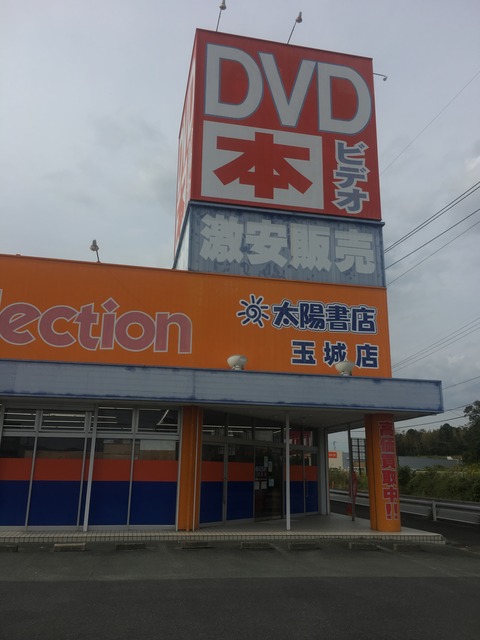 DVD
本
ビデオ
激安販売
lection
太陽書店
玉城店
高価買取中!!